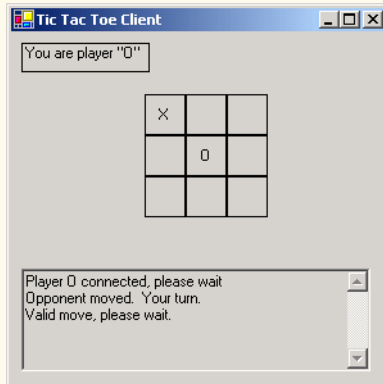 Tic Tac Toe Client
You are player "O"
X
O
Player O connected, please wait
Opponent moved. Your turn.
Valid move, please wait.